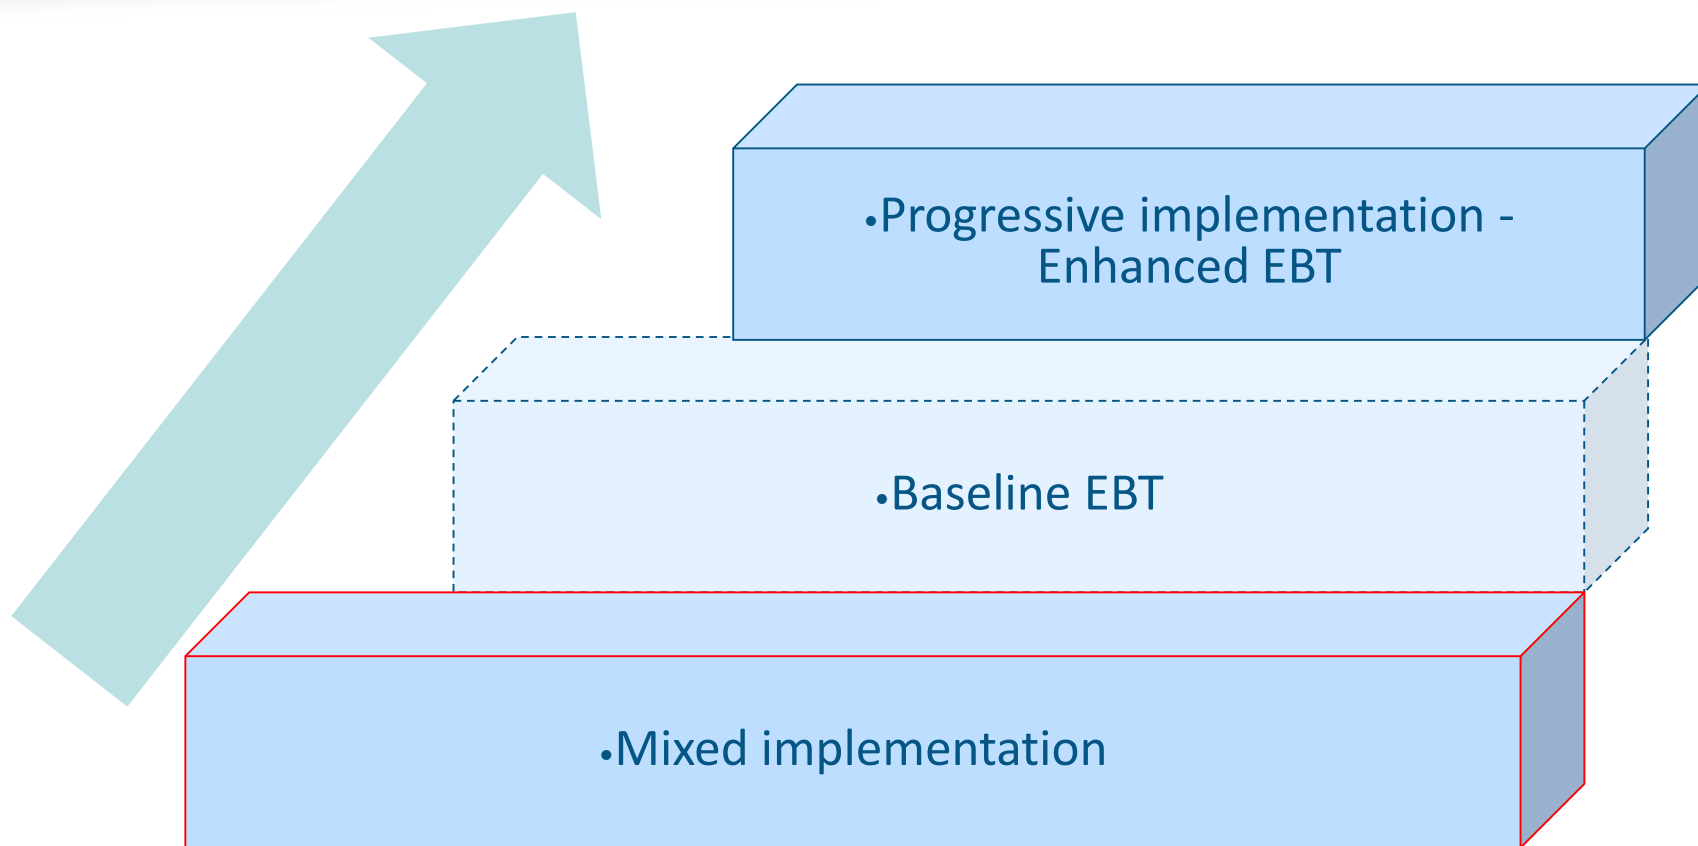 •Progressive implementation -
Enhanced EBT
•Baseline EBT
•Mixed implementation